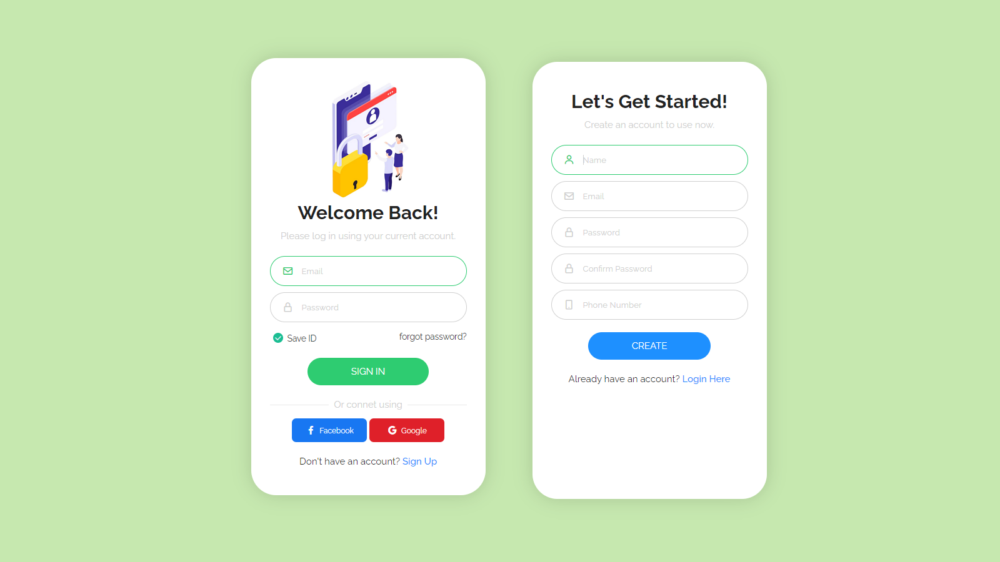 Welcome Back!
Please log in using your current account.
Email
Password
Save ID
forgot password?
SIGN IN
Or connet using
Facebook
Google
Don't have an account? Sign Up
Let's Get Started!
Create an account to use now.
Name
Email
Password
Confirm Password
Phone Number
CREATE
Already have an account? Login Here